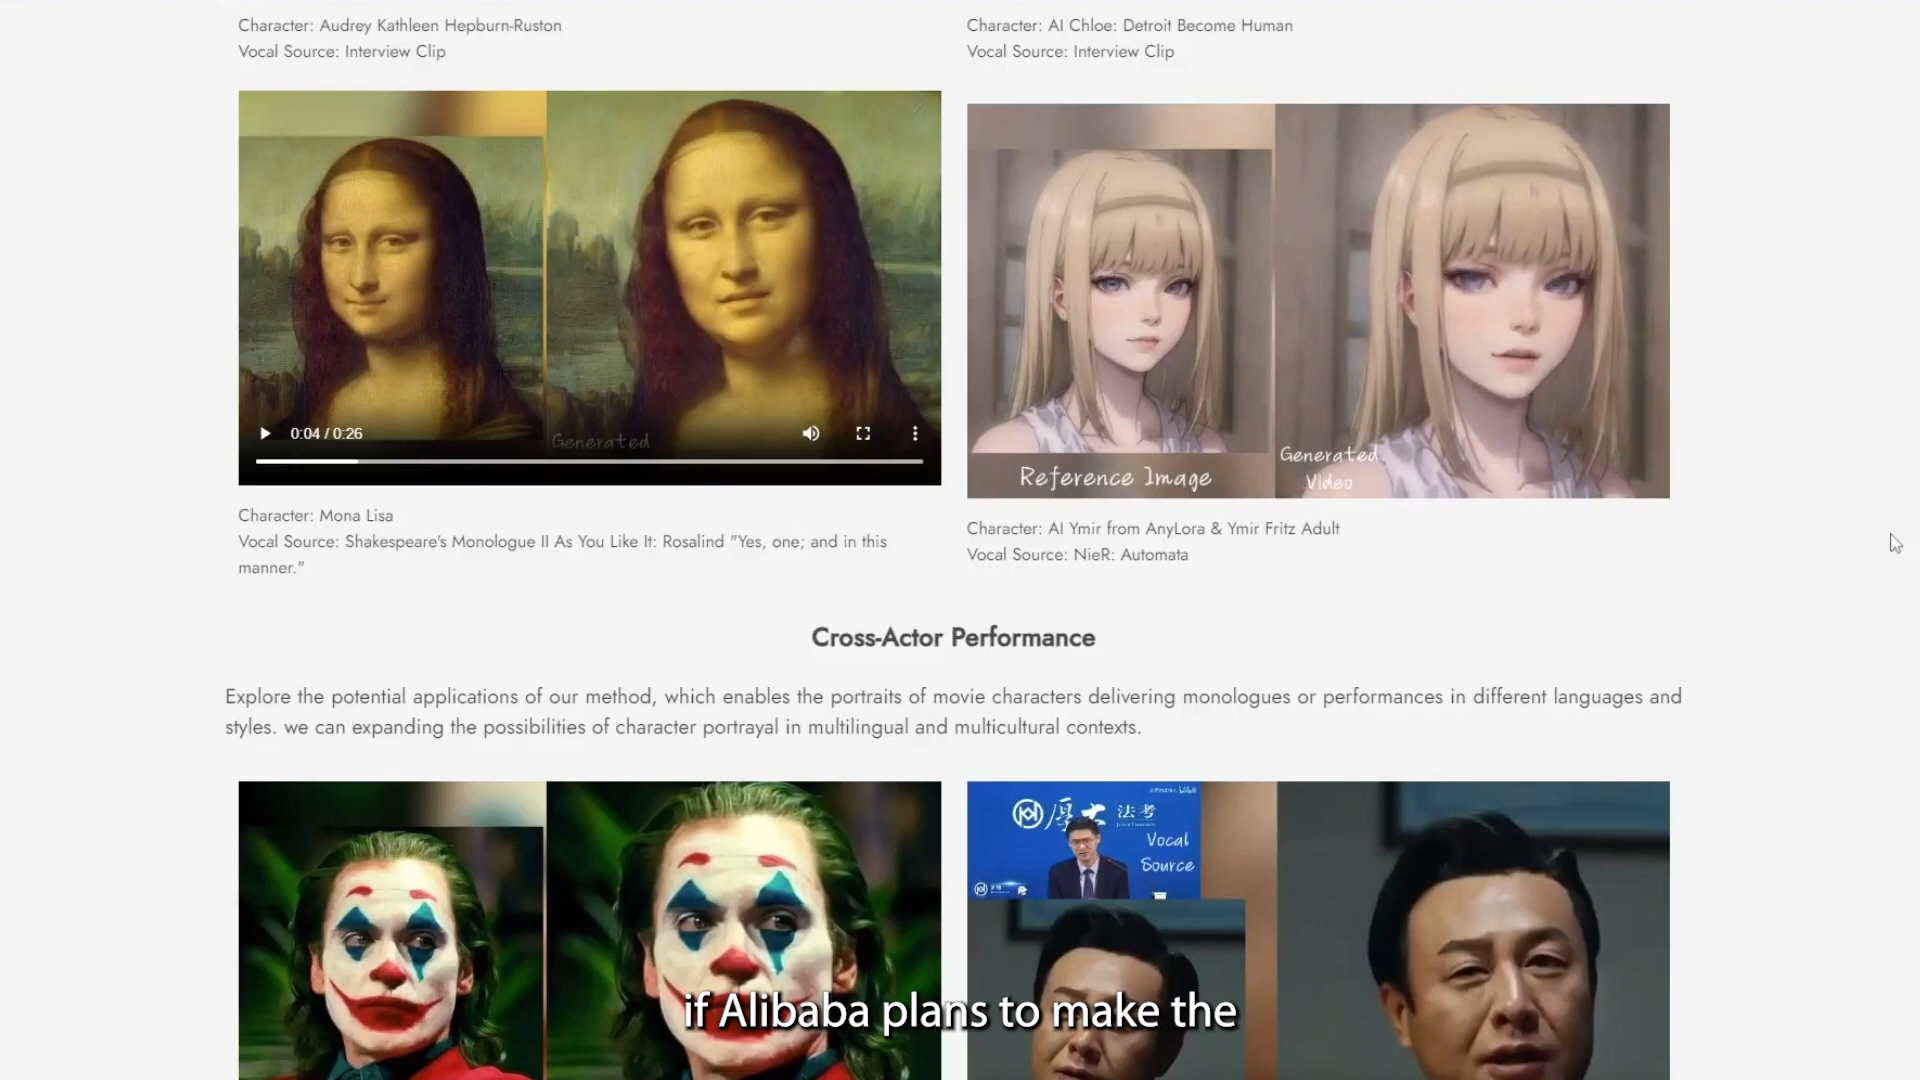 Character: Audrey Kathleen Hepburn-Ruston
Vocal Source: Interview Clip
Character: AI Chloe: Detroit Become Human
Vocal Source: Interview Clip
0:04 / 0:26
Generated
Character: Mona Lisa
Vocal Source: Shakespeare's Monologue II As You Like It: Rosalind "Yes, one; and in this
manner."
Reference Image
Generated
Video
Character: AI Ymir from AnyLora & Ymir Fritz Adult
Vocal Source: NieR: Automata
Cross-Actor Performance
Explore the potential applications of our method, which enables the portraits of movie characters delivering monologues or performances in different languages and
styles. we can expanding the possibilities of character portrayal in multilingual and multicultural contexts.
厚大 法考
Vocal
Source
if Alibaba plans to make the